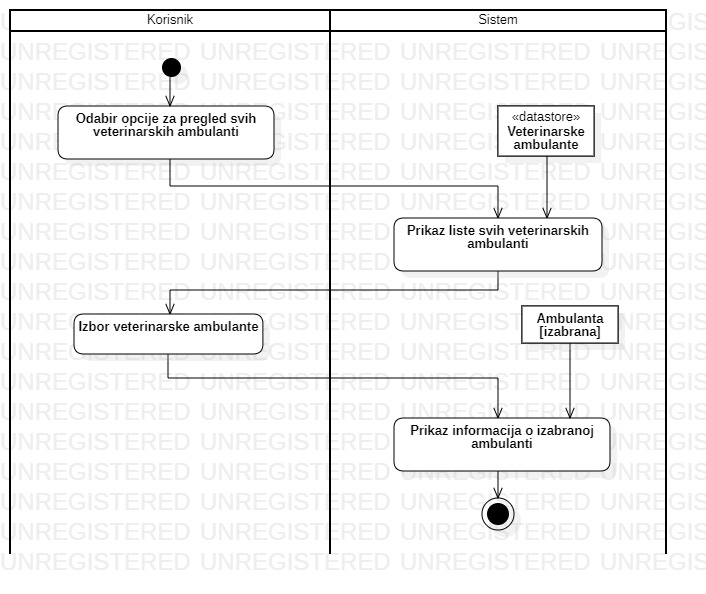 Korisnik
Sistem
Odabir opcije za pregled svih
veterinarskih ambulanti
«datastore»
Veterinarske
ambulante
Prikaz liste svih veterinarskih
ambulanti
Izbor veterinarske ambulante
Ambulanta
[izabrana]
Prikaz informacija o izabranoj
ambulanti
UNREGISTERED UNREGISTERED UNREGISTERED UNREGIS